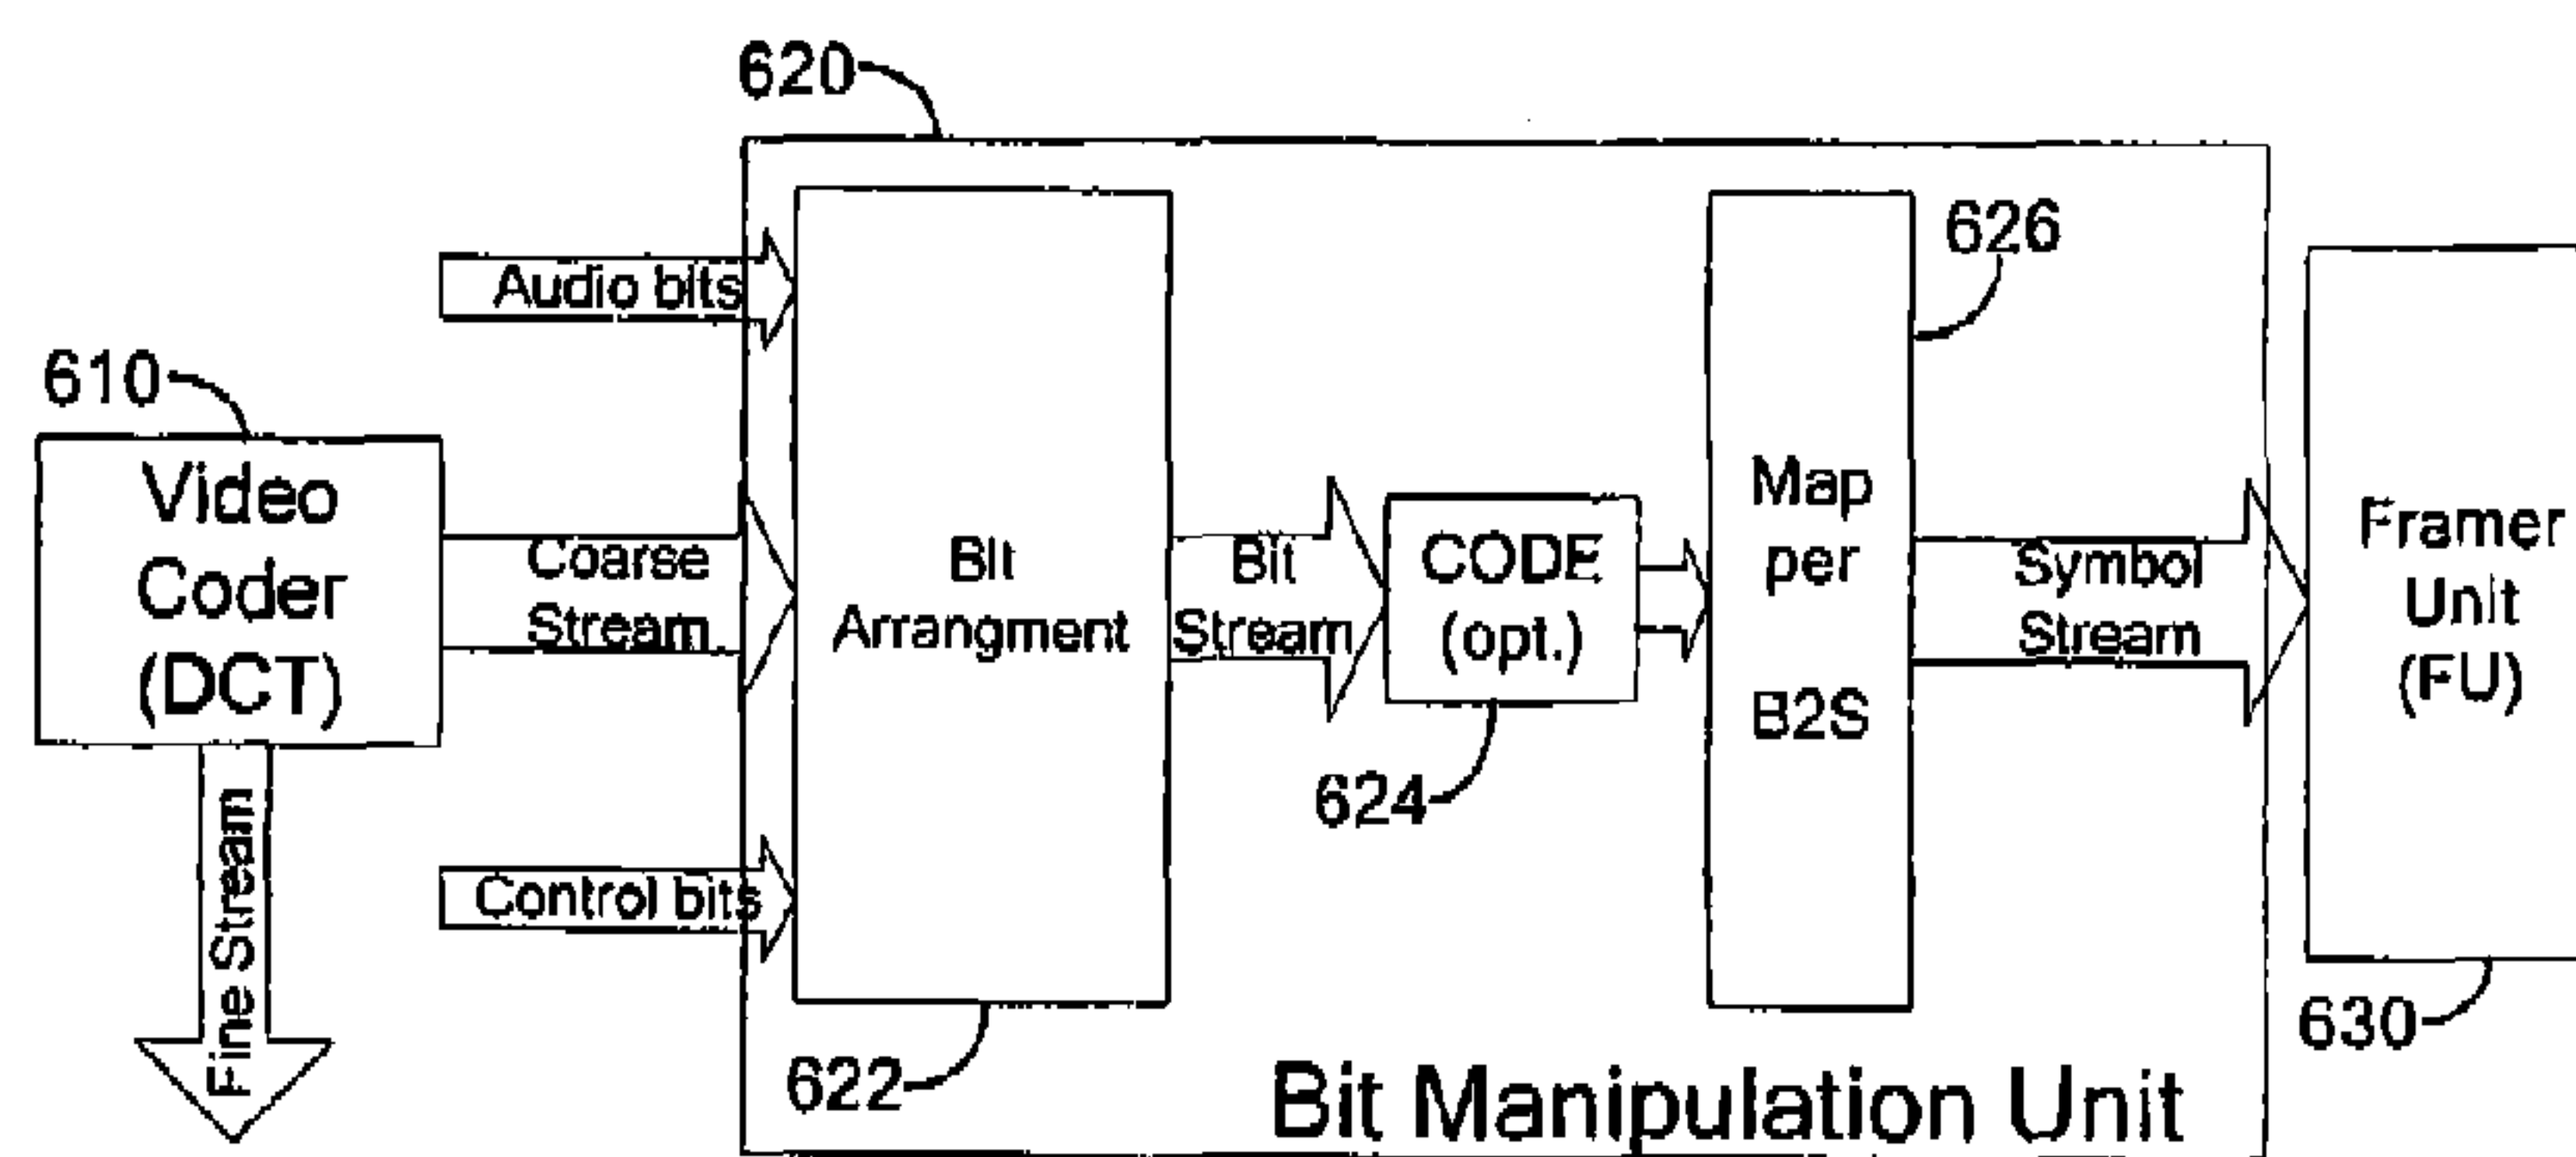 620
626
Audio bits
610
Video
Coder
(DCT)
Coarse
Stream
Bit
Arrangment
Bit
Stream
CODE
(opt.)
Map
per
B2S
Symbol
Stream
Framer
Unit
(FU)
624
Control bits
Fine Stream
622
630
Bit Manipulation Unit